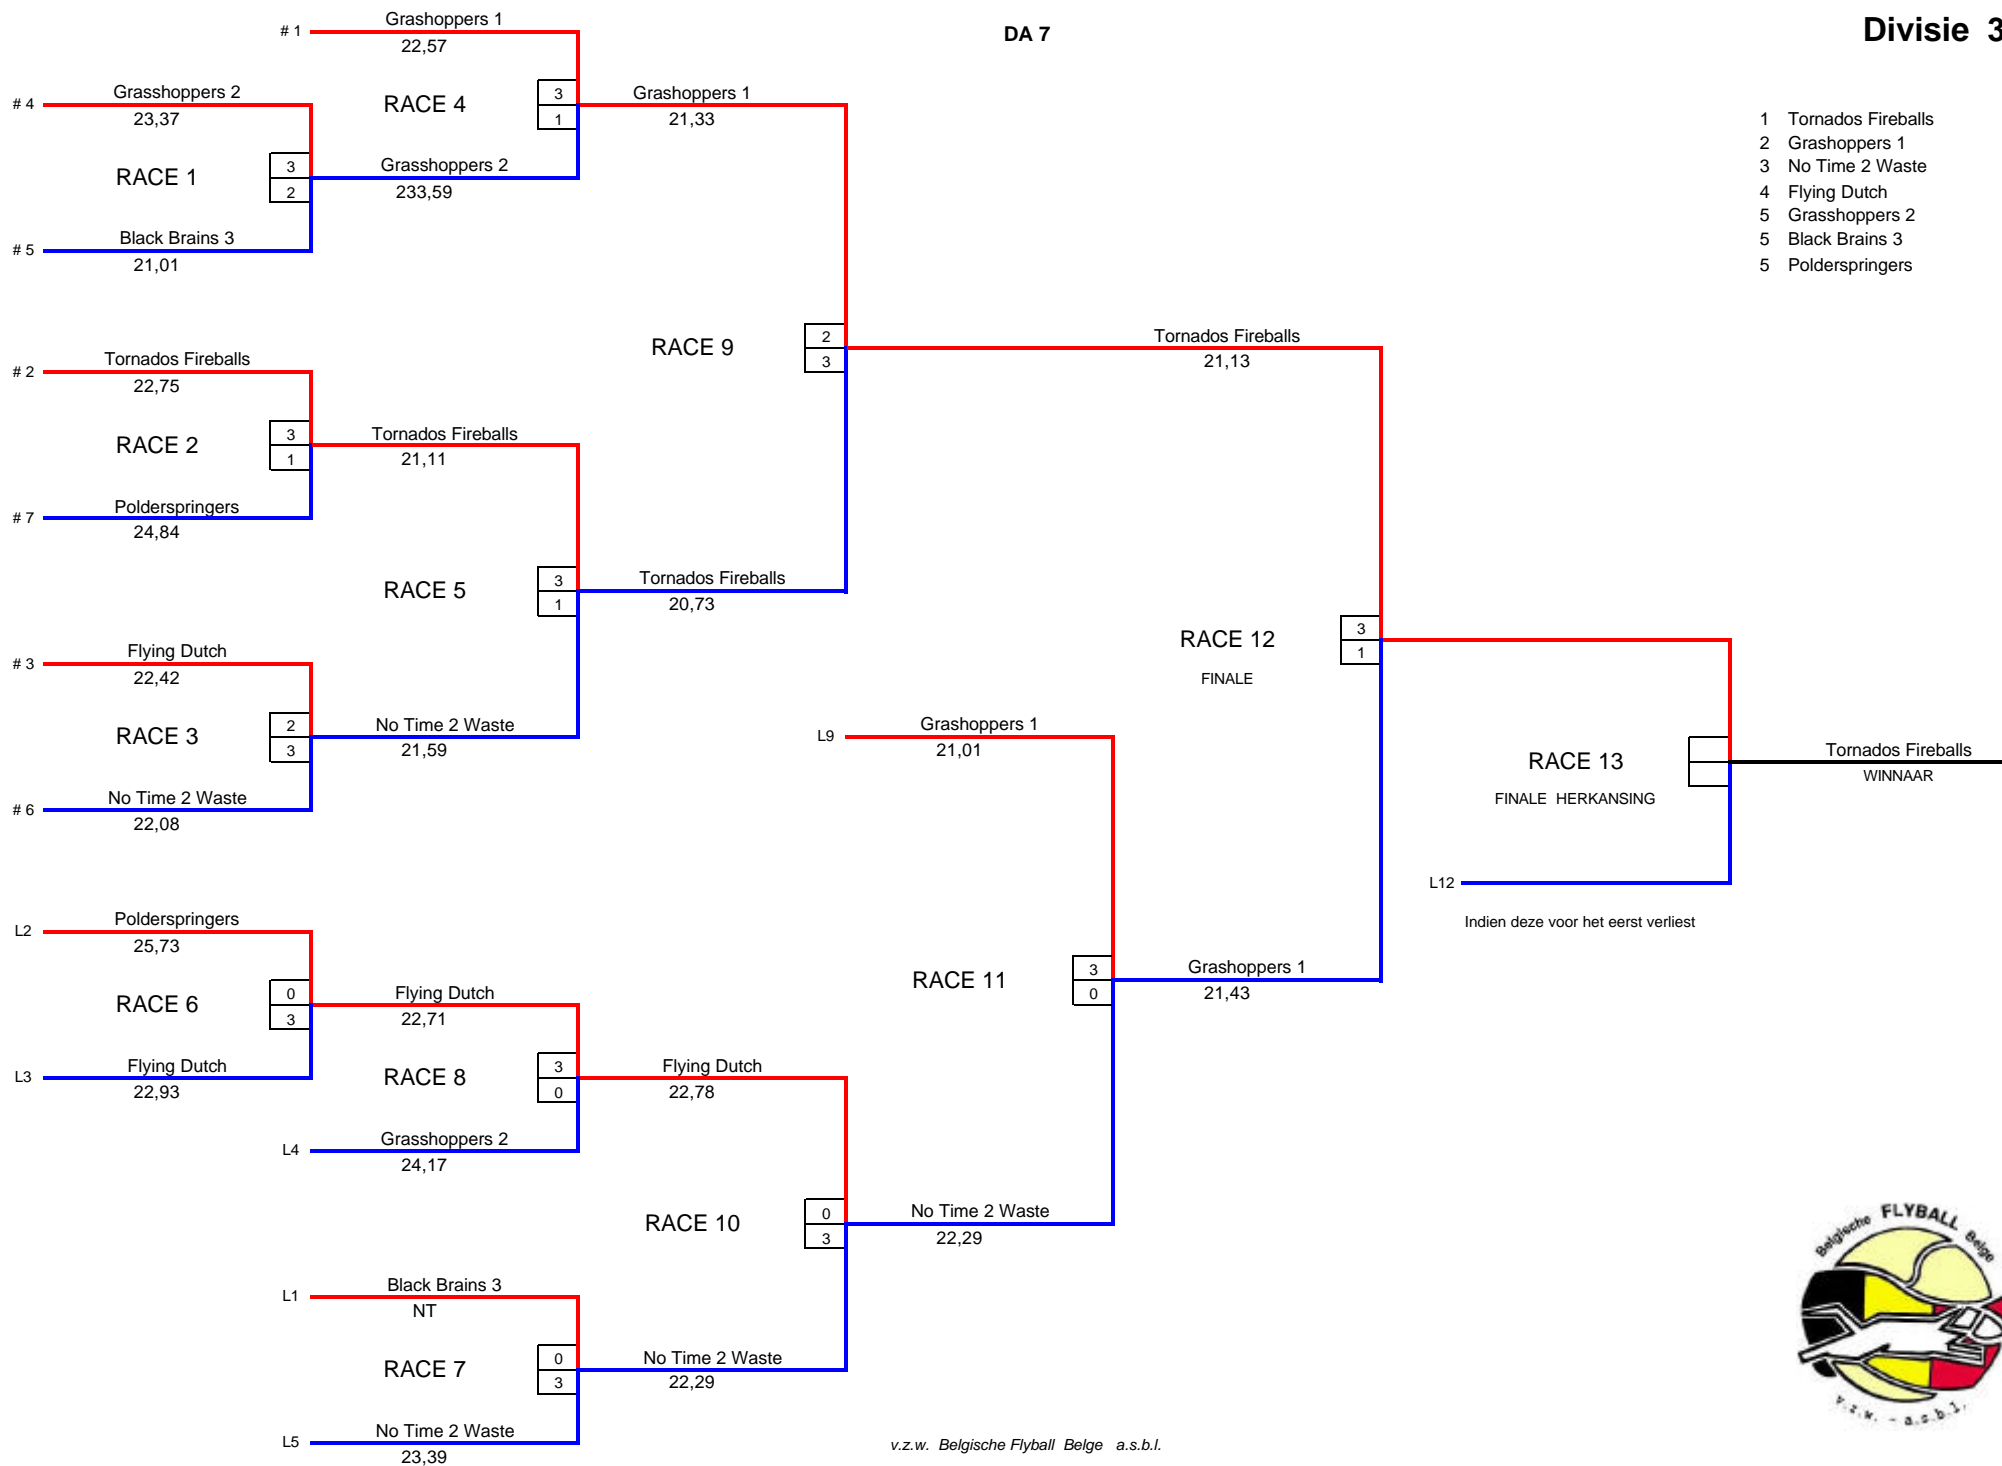 DA 7
Divisie 3
1 Tornados Fireballs
2 Grashoppers 1
3 No Time 2 Waste
4 Flying Dutch
5 Grasshoppers 2
5 Black Brains 3
5 Polderspringers
# 1 Grashoppers 1
22,57
RACE 4
3
1
# 4 Grasshoppers 2
23,37
RACE 1
3
2
# 5 Black Brains 3
21,01
Grasshoppers 2
233,59
Grashoppers 1
21,33
# 2 Tornados Fireballs
22,75
RACE 2
3
1
# 7 Polderspringers
24,84
Tornados Fireballs
21,11
RACE 5
3
1
# 3 Flying Dutch
22,42
RACE 3
2
3
# 6 No Time 2 Waste
22,08
No Time 2 Waste
21,59
Tornados Fireballs
20,73
RACE 9
2
3
Tornados Fireballs
21,13
RACE 12
FINALE
3
1
L9 Grashoppers 1
21,01
RACE 11
3
0
Grashoppers 1
21,43
RACE 13
FINALE HERKANSING
Tornados Fireballs
WINNAAR
L12
Indien deze voor het eerst verliest
L2 Polderspringers
25,73
RACE 6
0
3
L3 Flying Dutch
22,93
Flying Dutch
22,71
RACE 8
3
0
L4 Grasshoppers 2
24,17
Flying Dutch
22,78
RACE 10
0
3
No Time 2 Waste
22,29
L1 Black Brains 3
NT
RACE 7
0
3
L5 No Time 2 Waste
23,39
No Time 2 Waste
22,29
v.z.w. Belgische Flyball Belge a.s.b.l.
Belgische FLYBALL Belge
v.z.w. - a.s.b.l.